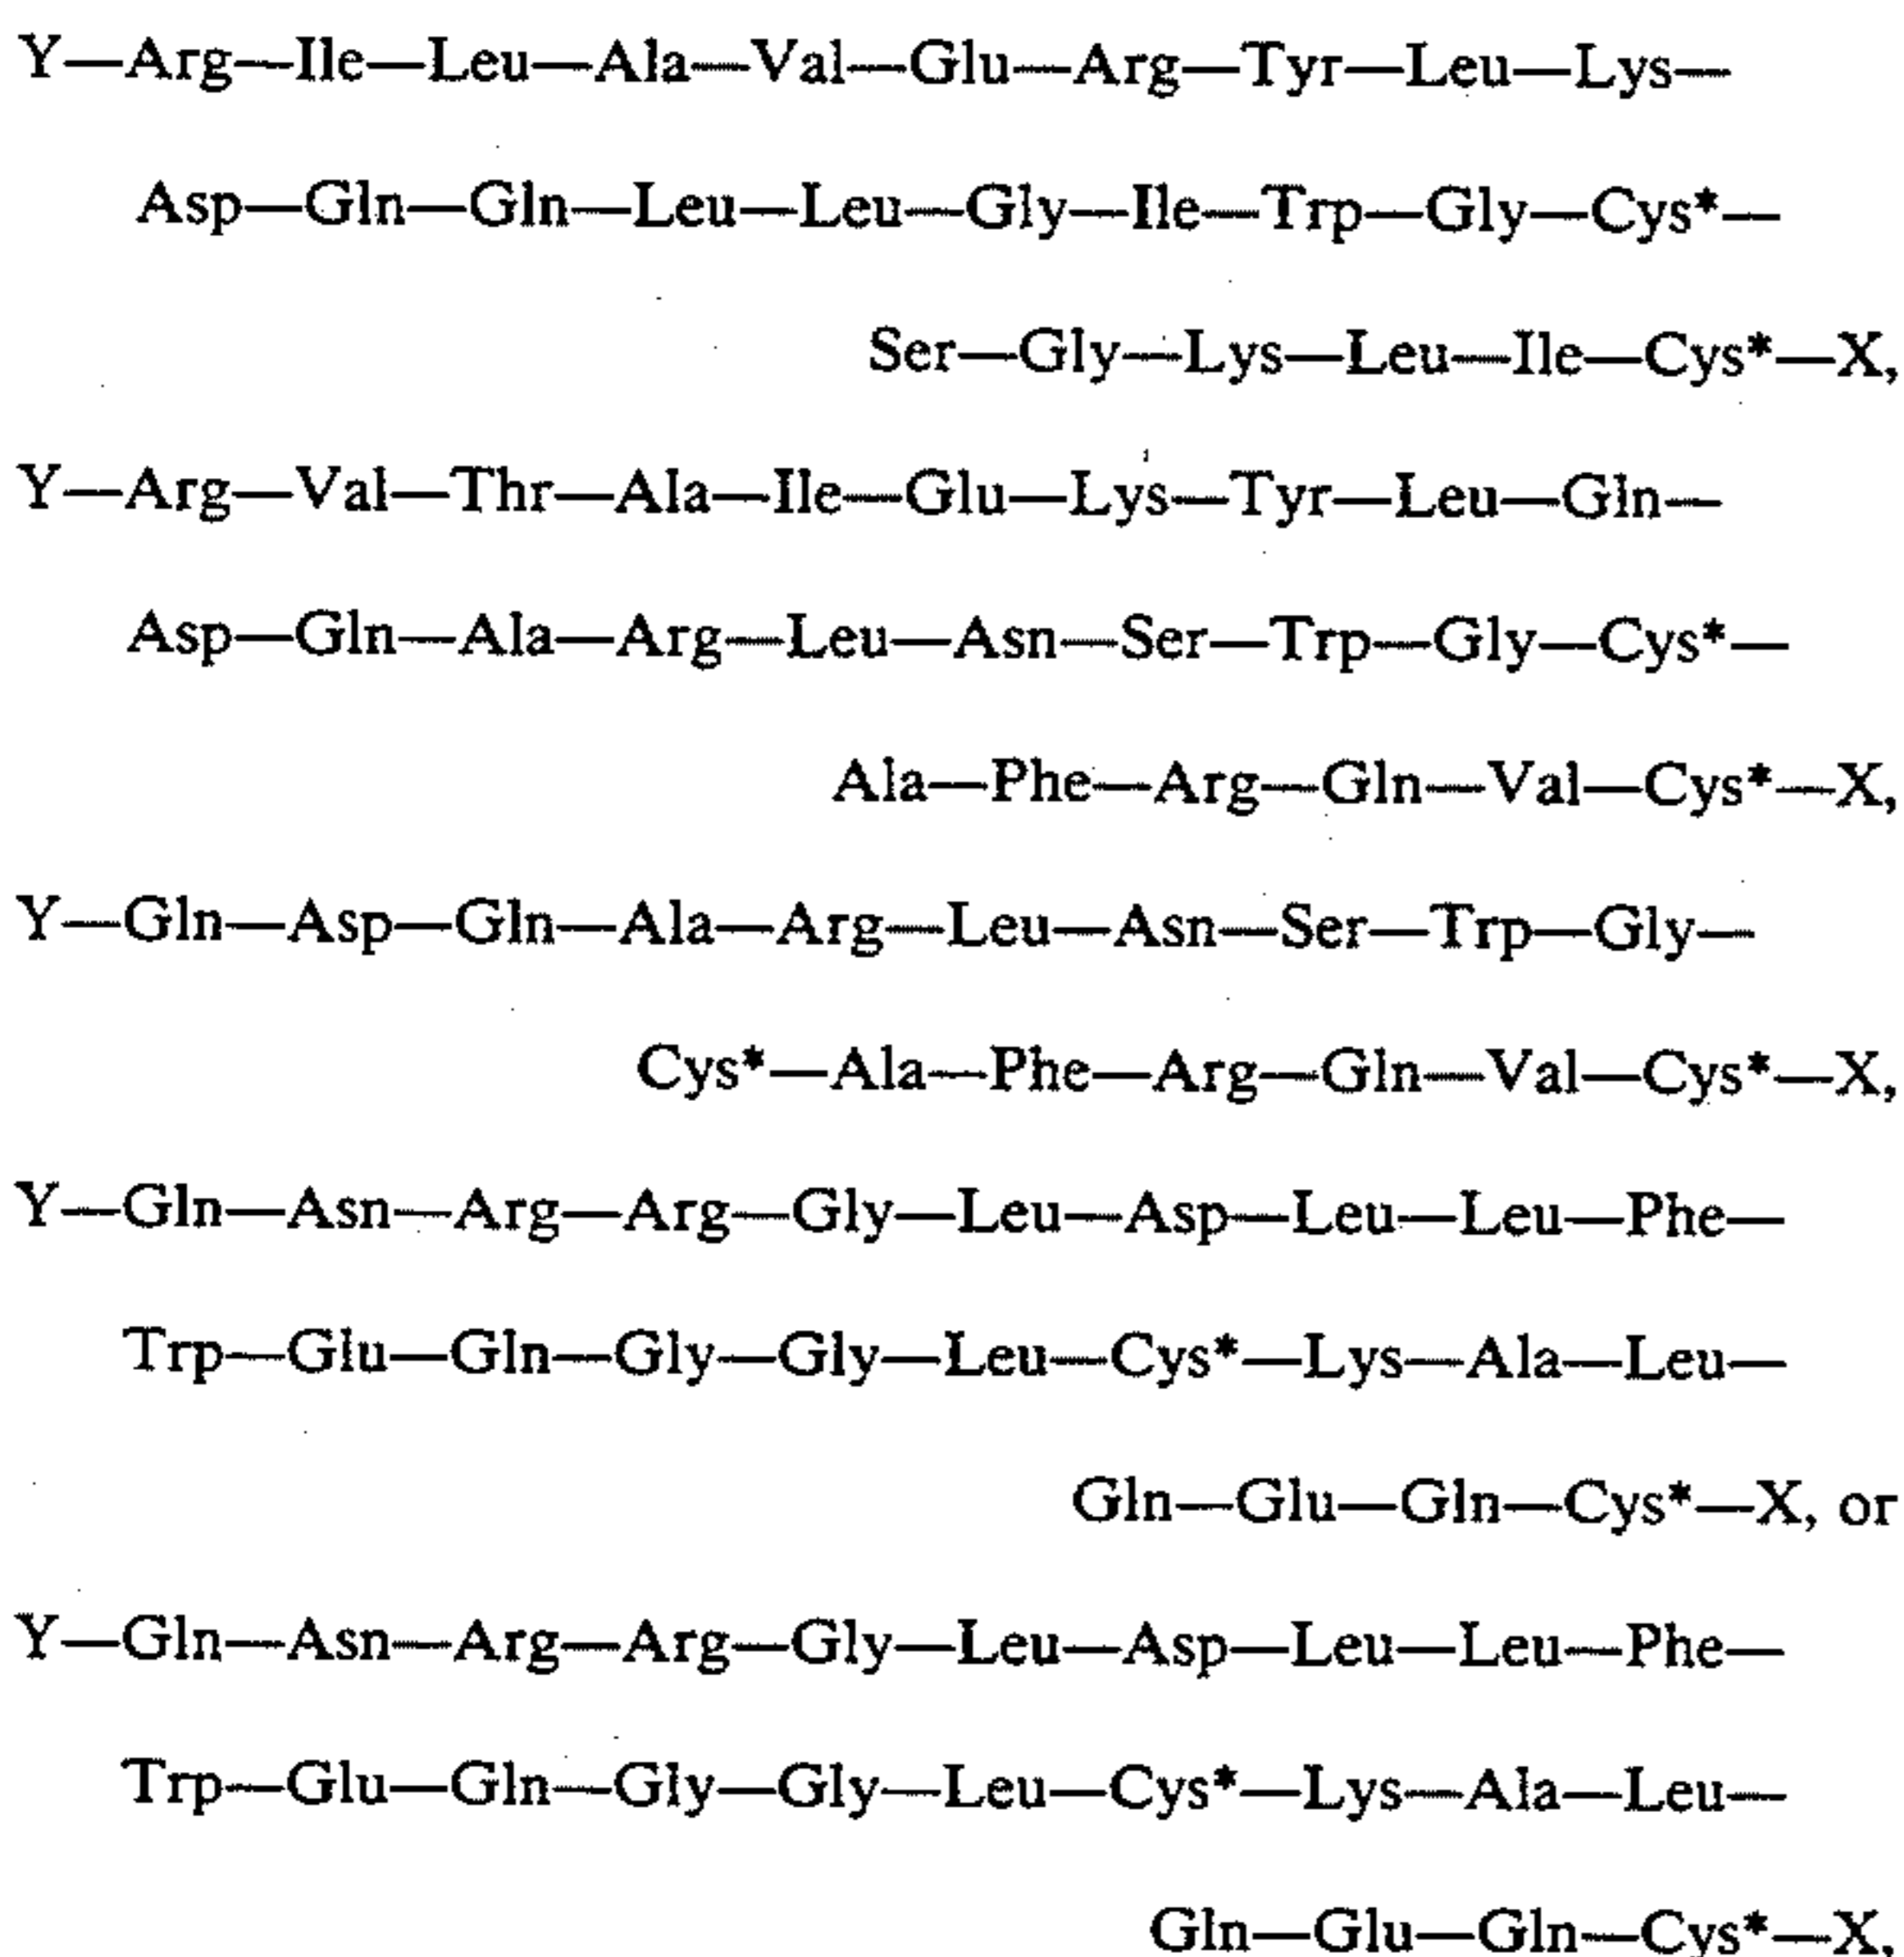 Y—Arg—Ile—Leu—Ala—Val—Glu—Arg—Tyr—Leu—Lys—
Asp—Gln—Gln—Leu—Leu—Gly—Ile—Trp—Gly—Cys*—
Ser—Gly—Lys—Leu—Ile—Cys*—X,
Y—Arg—Val—Thr—Ala—Ile—Glu—Lys—Tyr—Leu—Gln—
Asp—Gln—Ala—Arg—Leu—Asn—Ser—Trp—Gly—Cys*—
Ala—Phe—Arg—Gln—Val—Cys*—X,
Y—Gln—Asp—Gln—Ala—Arg—Leu—Asn—Ser—Trp—Gly—
Cys*—Ala—Phe—Arg—Gln—Val—Cys*—X,
Y—Gln—Asn—Arg—Arg—Gly—Leu—Asp—Leu—Leu—Phe—
Trp—Glu—Gln—Gly—Gly—Leu—Cys*—Lys—Ala—Leu—
Gln—Glu—Gln—Cys*—X, or
Y—Gln—Asn—Arg—Arg—Gly—Leu—Asp—Leu—Leu—Phe—
Trp—Glu—Gln—Gly—Gly—Leu—Cys*—Lys—Ala—Leu—
Gln—Glu—Gln—Cys*—X,